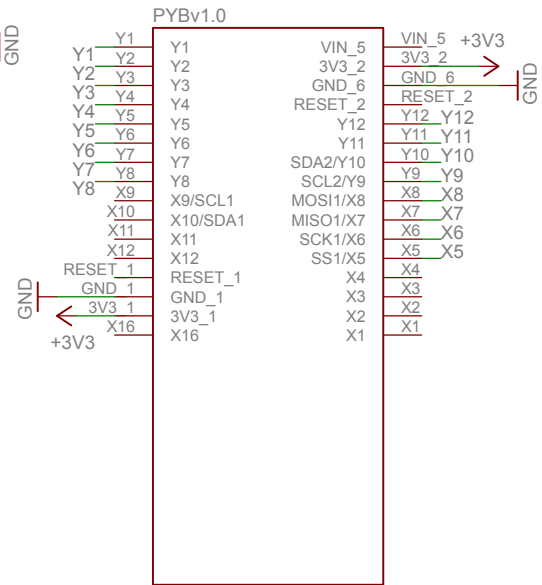 GND
PYBv1.0
Y1 Y1 Y1
Y2 Y2 Y2
Y3 Y3 Y3
Y4 Y4 Y4
Y5 Y5 Y5
Y6 Y6 Y6
Y7 Y7 Y7
Y8 Y8 Y8
X9 X9/SCL1
X10 X10/SDA1
X11 X11
X12 X12
RESET_1 RESET_1
GND GND_1 GND_1
3V3_1 3V3_1
+3V3
X16 X16
VIN_5 VIN_5
+3V3
3V3_2 3V3_2
GND_6 GND_6 GND
RESET_2 RESET_2
Y12 Y12 Y12
Y11 Y11 Y11
SDA2/Y10 Y10 Y10
SCL2/Y9 Y9 Y9
MOSI1/X8 X8 X8
MISO1/X7 X7 X7
SCK1/X6 X6 X6
SS1/X5 X5 X5
X4 X4
X3 X3
X2 X2
X1 X1